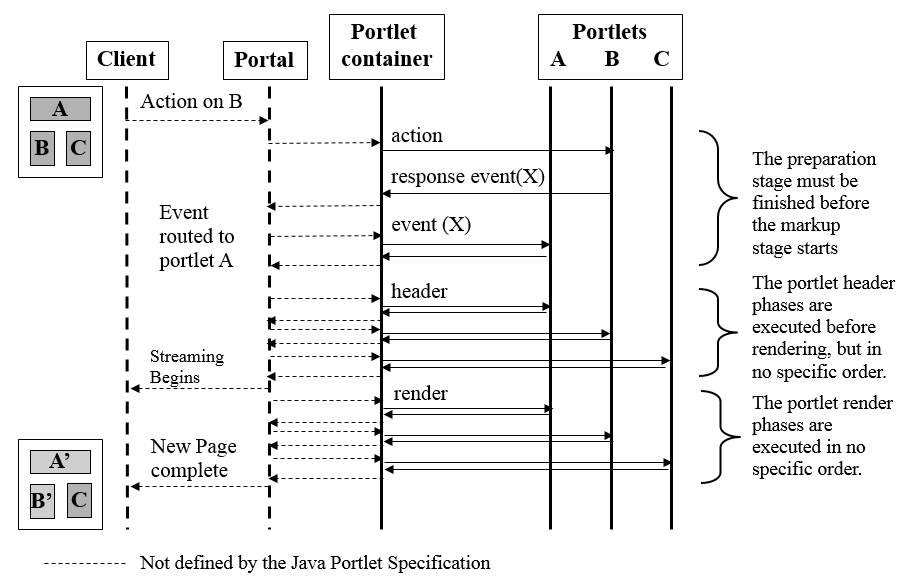 Client
Portal
Portlet
container
Portlets
A B C
A
B C
Action on B
action
response event(X)
Event
routed to
portlet A
event (X)
The preparation
stage must be
finished before
the markup
stage starts
header
The portlet header
phases are
executed before
rendering, but in
no specific order.
Streaming
Begins
render
The portlet render
phases are
executed in no
specific order.
New Page
complete
A’
B’ C
Not defined by the Java Portlet Specification